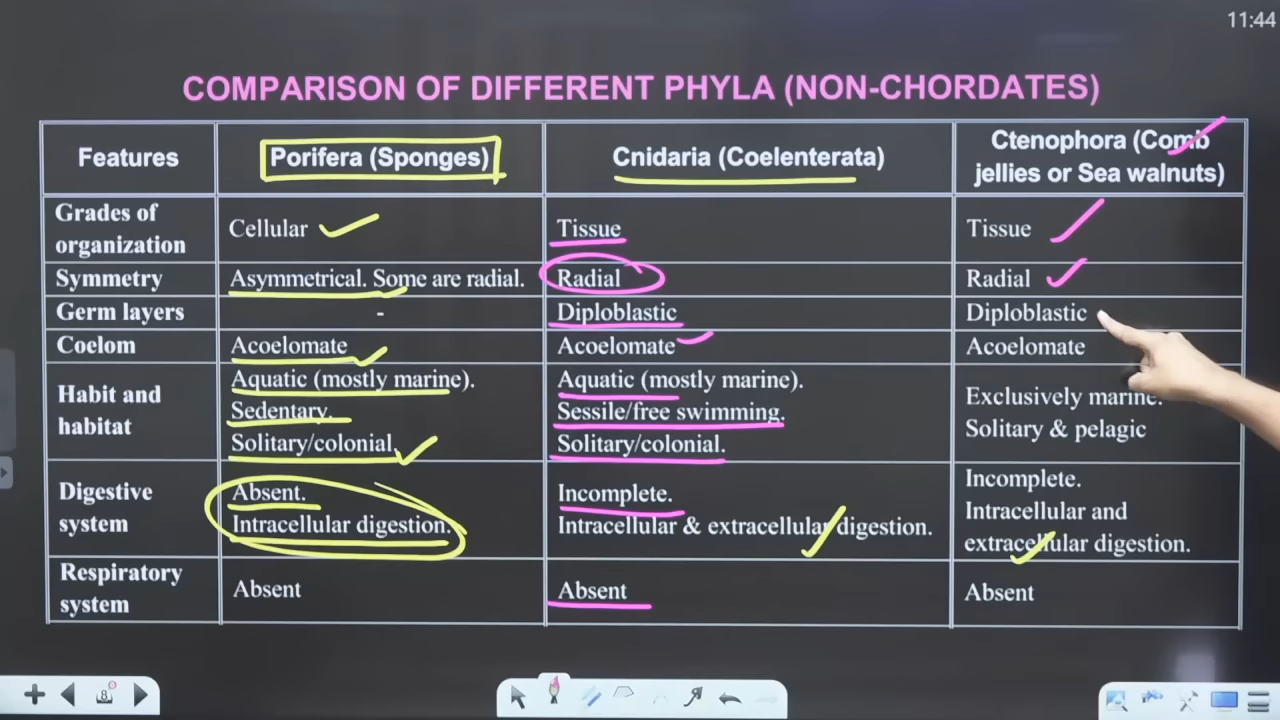 11:44
COMPARISON OF DIFFERENT PHYLA (NON-CHORDATES)
Features
Porifera (Sponges)
Cnidaria (Coelenterata)
Ctenophora (Comb
jellies or Sea walnuts)
Grades of
organization
Cellular
Tissue
Tissue
Symmetry
Asymmetrical. Some are radial.
Radial
Radial
Germ layers
-
Diploblastic
Diploblastic
Coelom
Acoelomate
Acoelomate
Acoelomate
Habit and
habitat
Aquatic (mostly marine).
Sedentary.
Solitary/colonial.
Aquatic (mostly marine).
Sessile/free swimming.
Solitary/colonial.
Exclusively marine.
Solitary & pelagic
Digestive
system
Absent.
Intracellular digestion.
Incomplete.
Intracellular & extracellular digestion.
Incomplete.
Intracellular and
extracellular digestion.
Respiratory
system
Absent
Absent
Absent
8